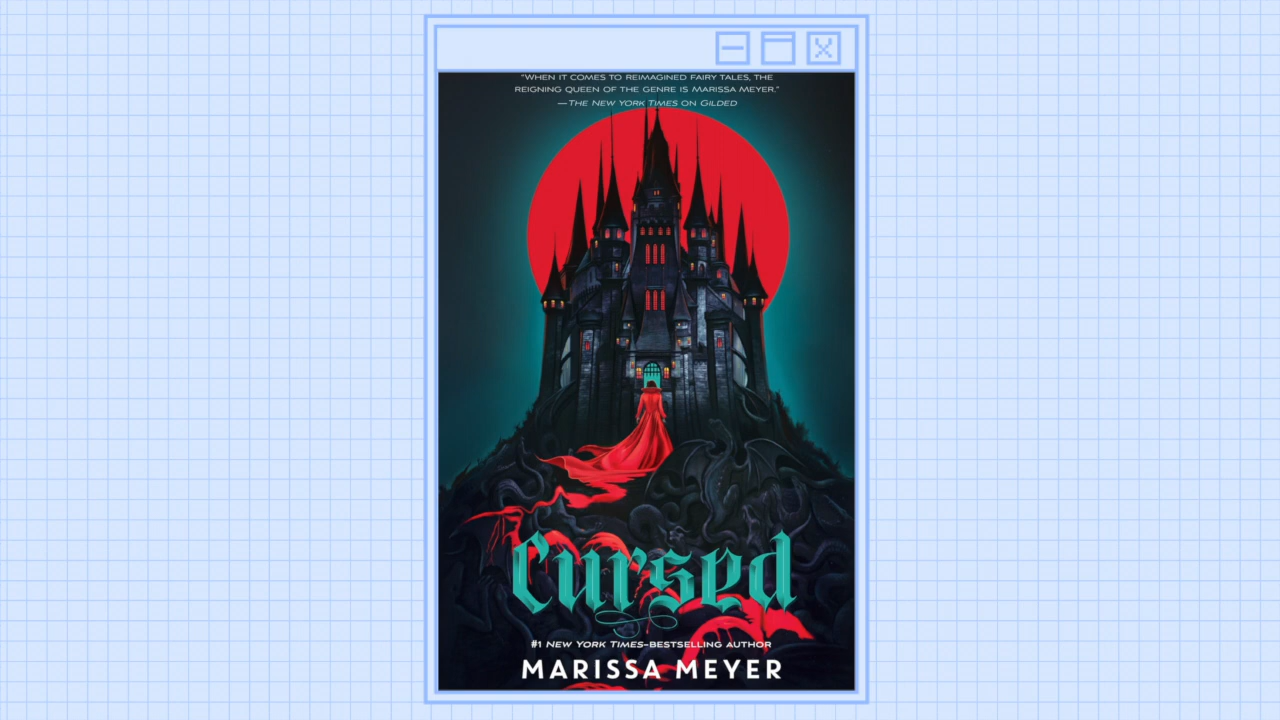 "WHEN IT COMES TO REIMAGINED FAIRY TALES, THE
REIGNING QUEEN OF THE GENRE IS MARISSA MEYER."
—THE NEW YORK TIMES ON GILDED
Cursed
#1 NEW YORK TIMES–BESTSELLING AUTHOR
MARISSA MEYER